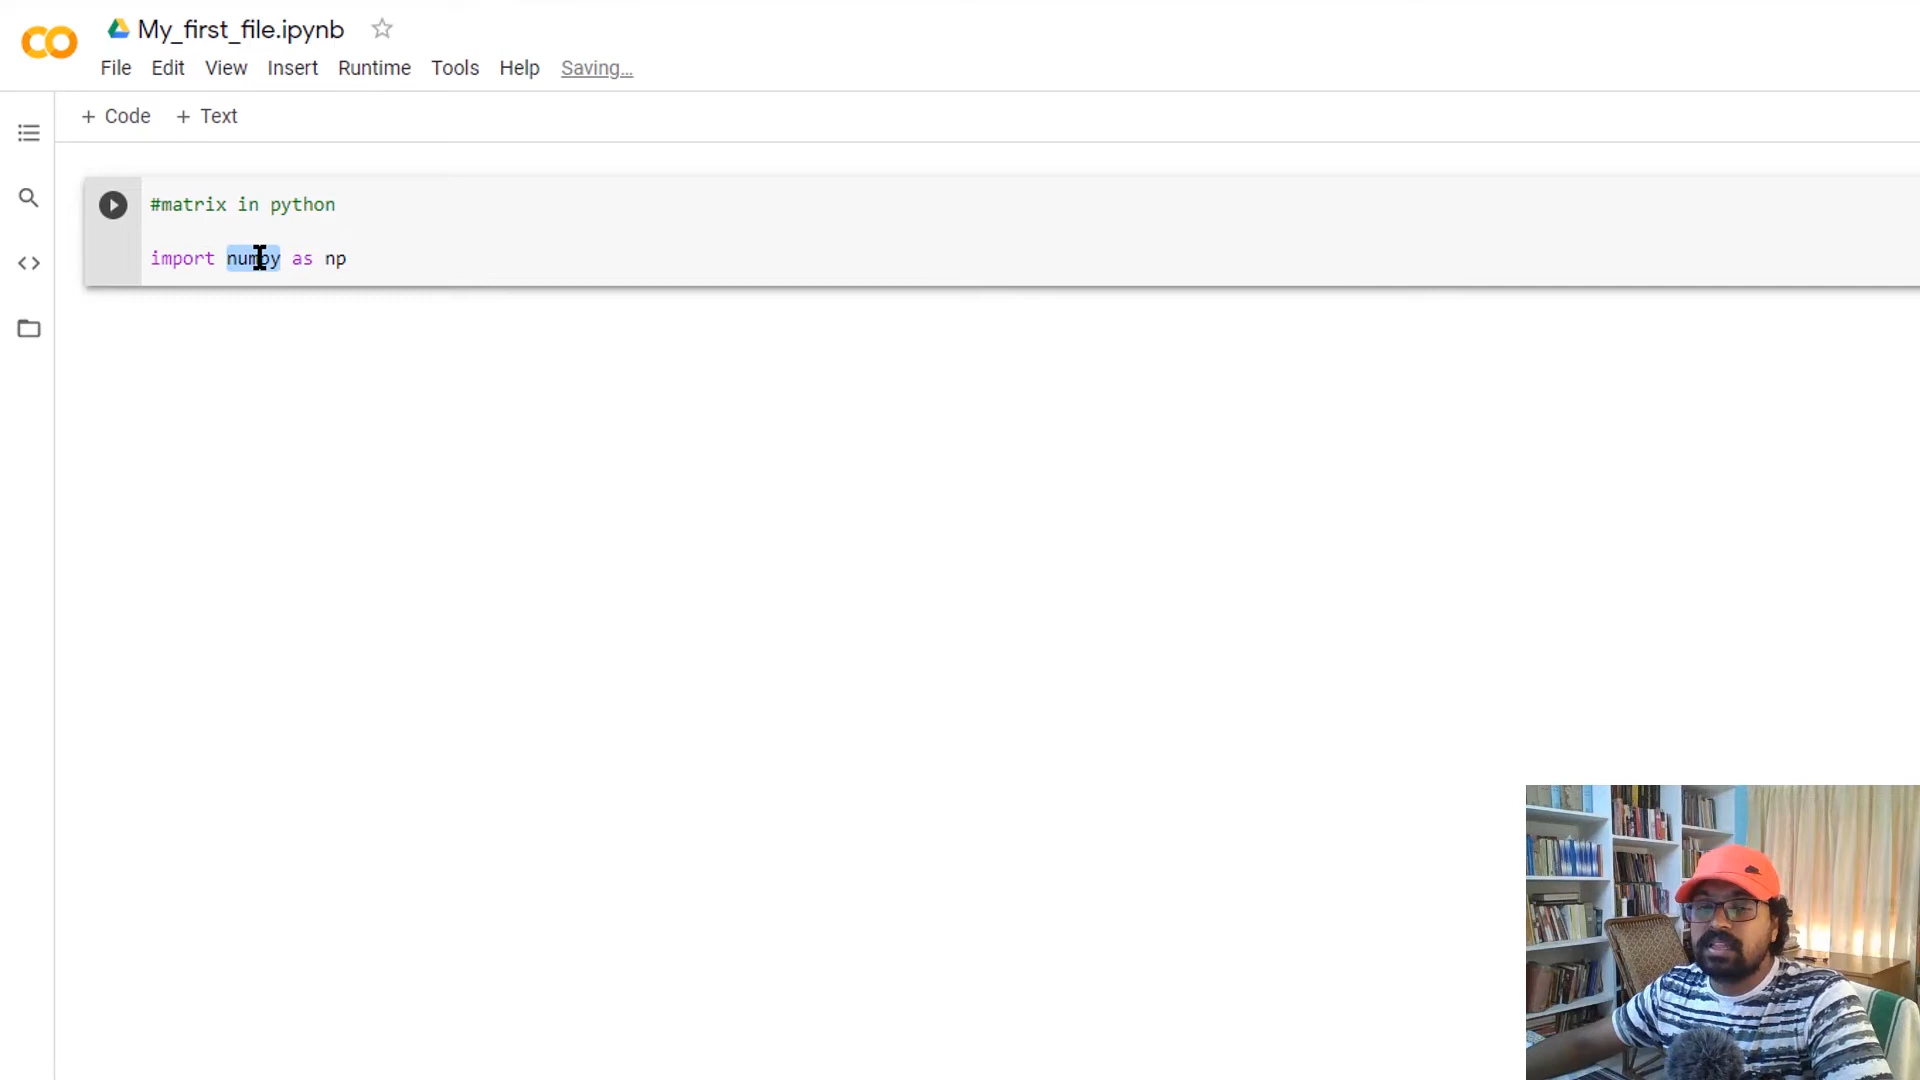 My_first_file.ipynb
File Edit View Insert Runtime Tools Help Saving...
+ Code + Text
#matrix in python
import numpy as np